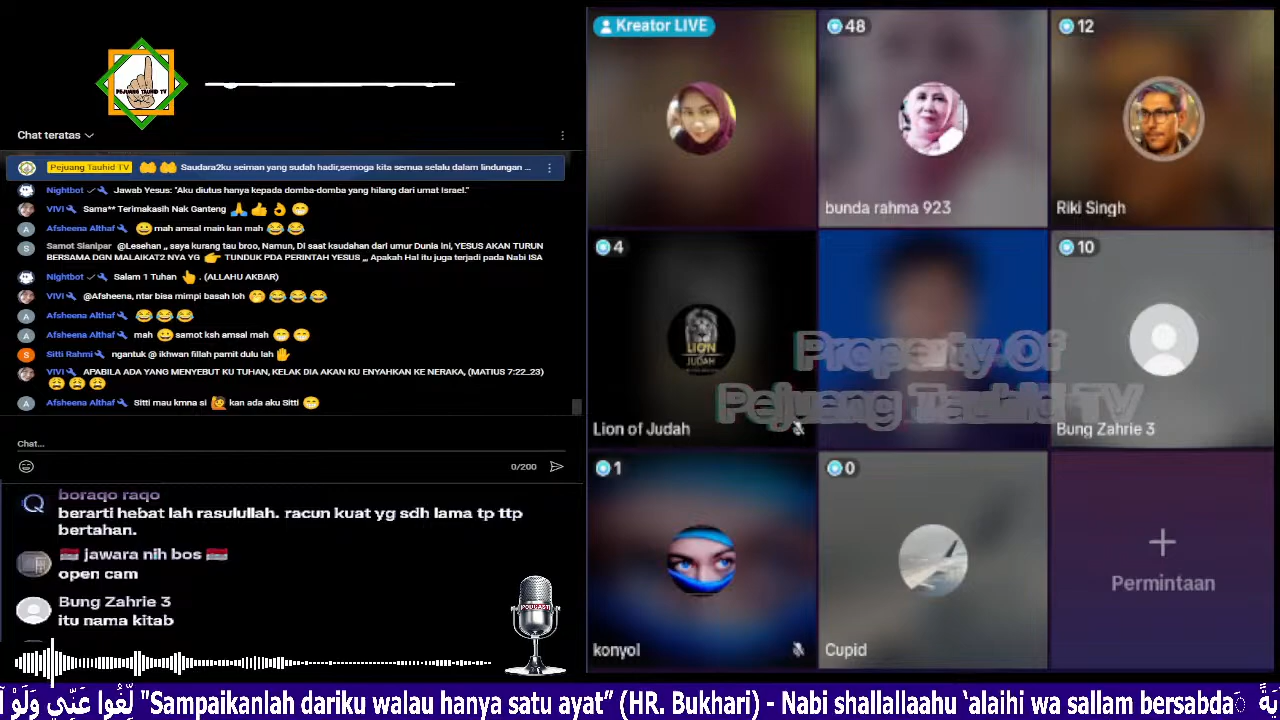 PEJUANG TAUHID TV
Chat teratas
Pejuang Tauhid TV Saudara2ku seiman yang sudah hadir,semoga kita semua selalu dalam lindungan ...
Nightbot Jawab Yesus: "Aku diutus hanya kepada domba-domba yang hilang dari umat Israel."
VIVI Sama** Terimakasih Nak Ganteng 🙏 👍 👌 😁
Afsheena Althaf 😀 mah amsal main kan mah 😂 😂
Samot Sianipar @Lesehan ,, saya kurang tau broo, Namun, Di saat ksudahan dari umur Dunia ini, YESUS AKAN TURUN
BERSAMA DGN MALAIKAT2 NYA YG 👉 TUNDUK PDA PERINTAH YESUS ,,, Apakah Hal itu juga terjadi pada Nabi ISA
Nightbot Salam 1 Tuhan 👆 . (ALLAHU AKBAR)
VIVI @Afsheena, ntar bisa mimpi basah loh 🤭 😂 😂 😂
Afsheena Althaf 😂 😂 😂
Afsheena Althaf mah 😀 samot ksh amsal mah 😁 😁
Sitti Rahmi ngantuk @ ikhwan fillah pamit dulu lah ✋
VIVI APABILA ADA YANG MENYEBUT KU TUHAN, KELAK DIA AKAN KU ENYAHKAN KE NERAKA, (MATIUS 7:22_23)
😩 😩 😩
Afsheena Althaf Sitti mau kmna si 🙋 kan ada aku Sitti 😁
Chat...
0/200
boraqo raqo
berarti hebat lah rasulullah. racun kuat yg sdh lama tp ttp
bertahan.
🇮🇩 jawara nih bos 🇮🇩
open cam
Bung Zahrie 3
itu nama kitab
PODCAST
Kreator LIVE
48
bunda rahma 923
12
Riki Singh
4
LION
JUDAH
Lion of Judah
Property Of
Pejuang Tauhid TV
10
Bung Zahrie 3
1
konyol
0
Cupid
Permintaan
لِّغُوا عَنِّي وَلَوْ آ "Sampaikanlah dariku walau hanya satu ayat" (HR. Bukhari) - Nabi shallallaahu 'alaihi wa sallam bersabda